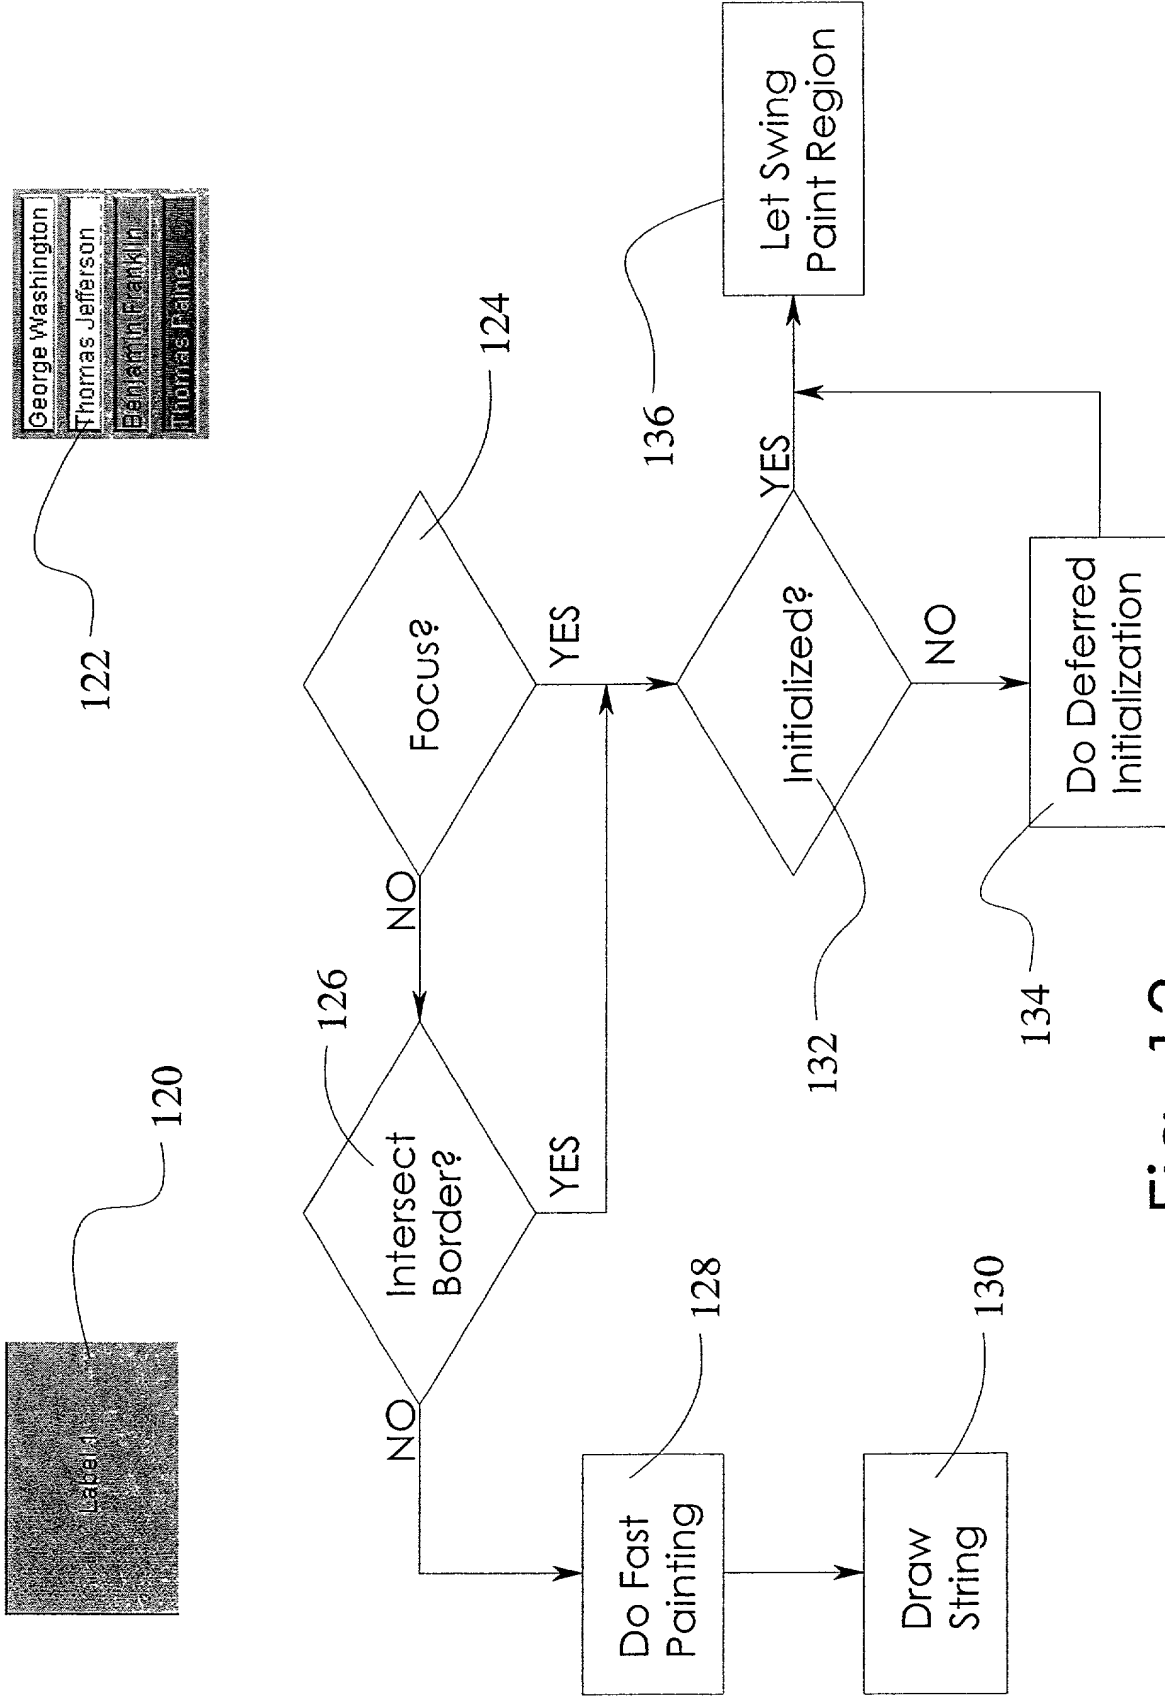 Label 1
120
George Washington
Thomas Jefferson
Benjamin Franklin
Thomas Paine
122
Focus?
124
NO
YES
Intersect
Border?
126
NO
YES
Do Fast
Painting
128
Draw
String
130
Initialized?
132
YES
NO
Do Deferred
Initialization
134
Let Swing
Paint Region
136